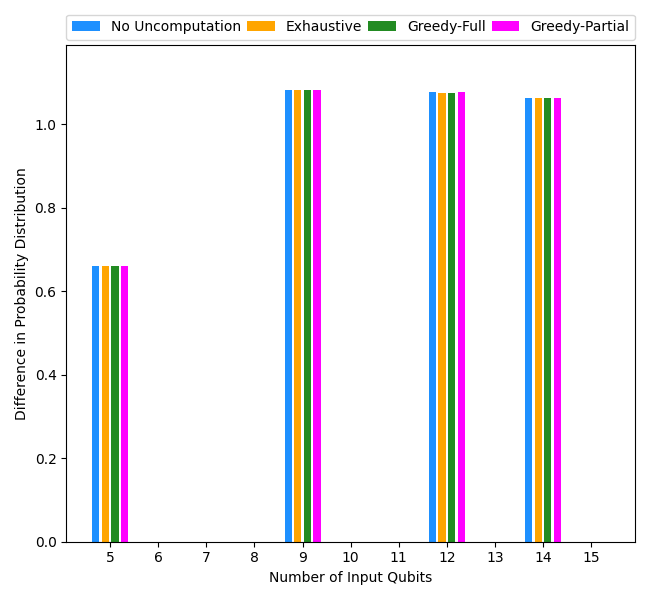 No Uncomputation Exhaustive Greedy-Full Greedy-Partial
Difference in Probability Distribution
1.0
0.8
0.6
0.4
0.2
0.0
5 6 7 8 9 10 11 12 13 14 15
Number of Input Qubits